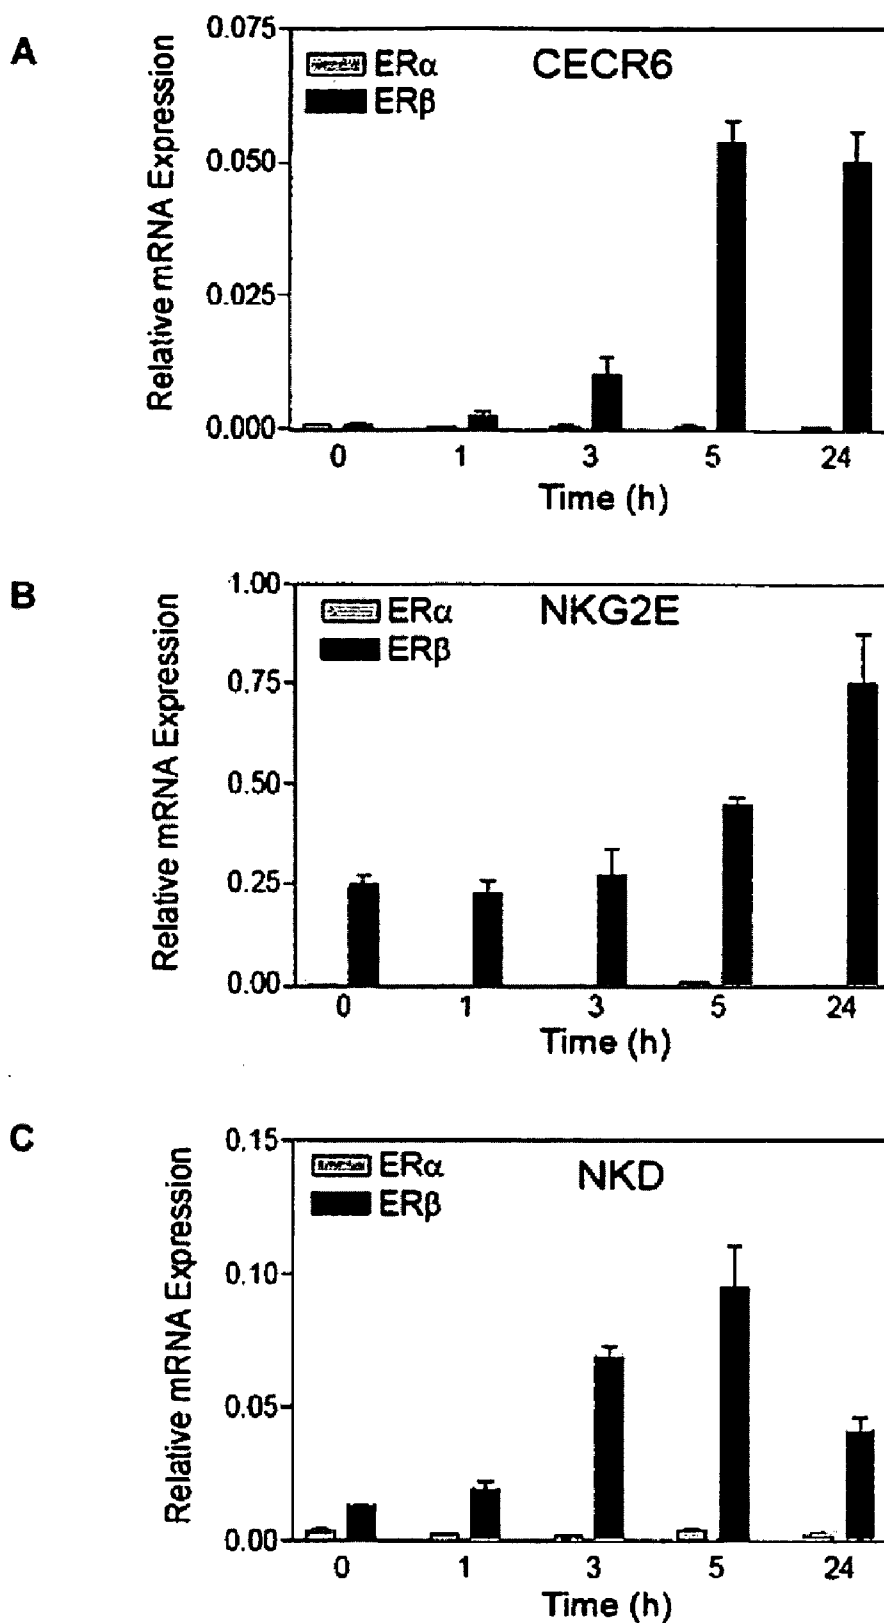 A
CECR6
ERα
ERβ
Relative mRNA Expression
0.075
0.050
0.025
0.000
0 1 3 5 24
Time (h)
B
NKG2E
ERα
ERβ
Relative mRNA Expression
1.00
0.75
0.50
0.25
0.00
0 1 3 5 24
Time (h)
C
NKD
ERα
ERβ
Relative mRNA Expression
0.15
0.10
0.05
0.00
0 1 3 5 24
Time (h)